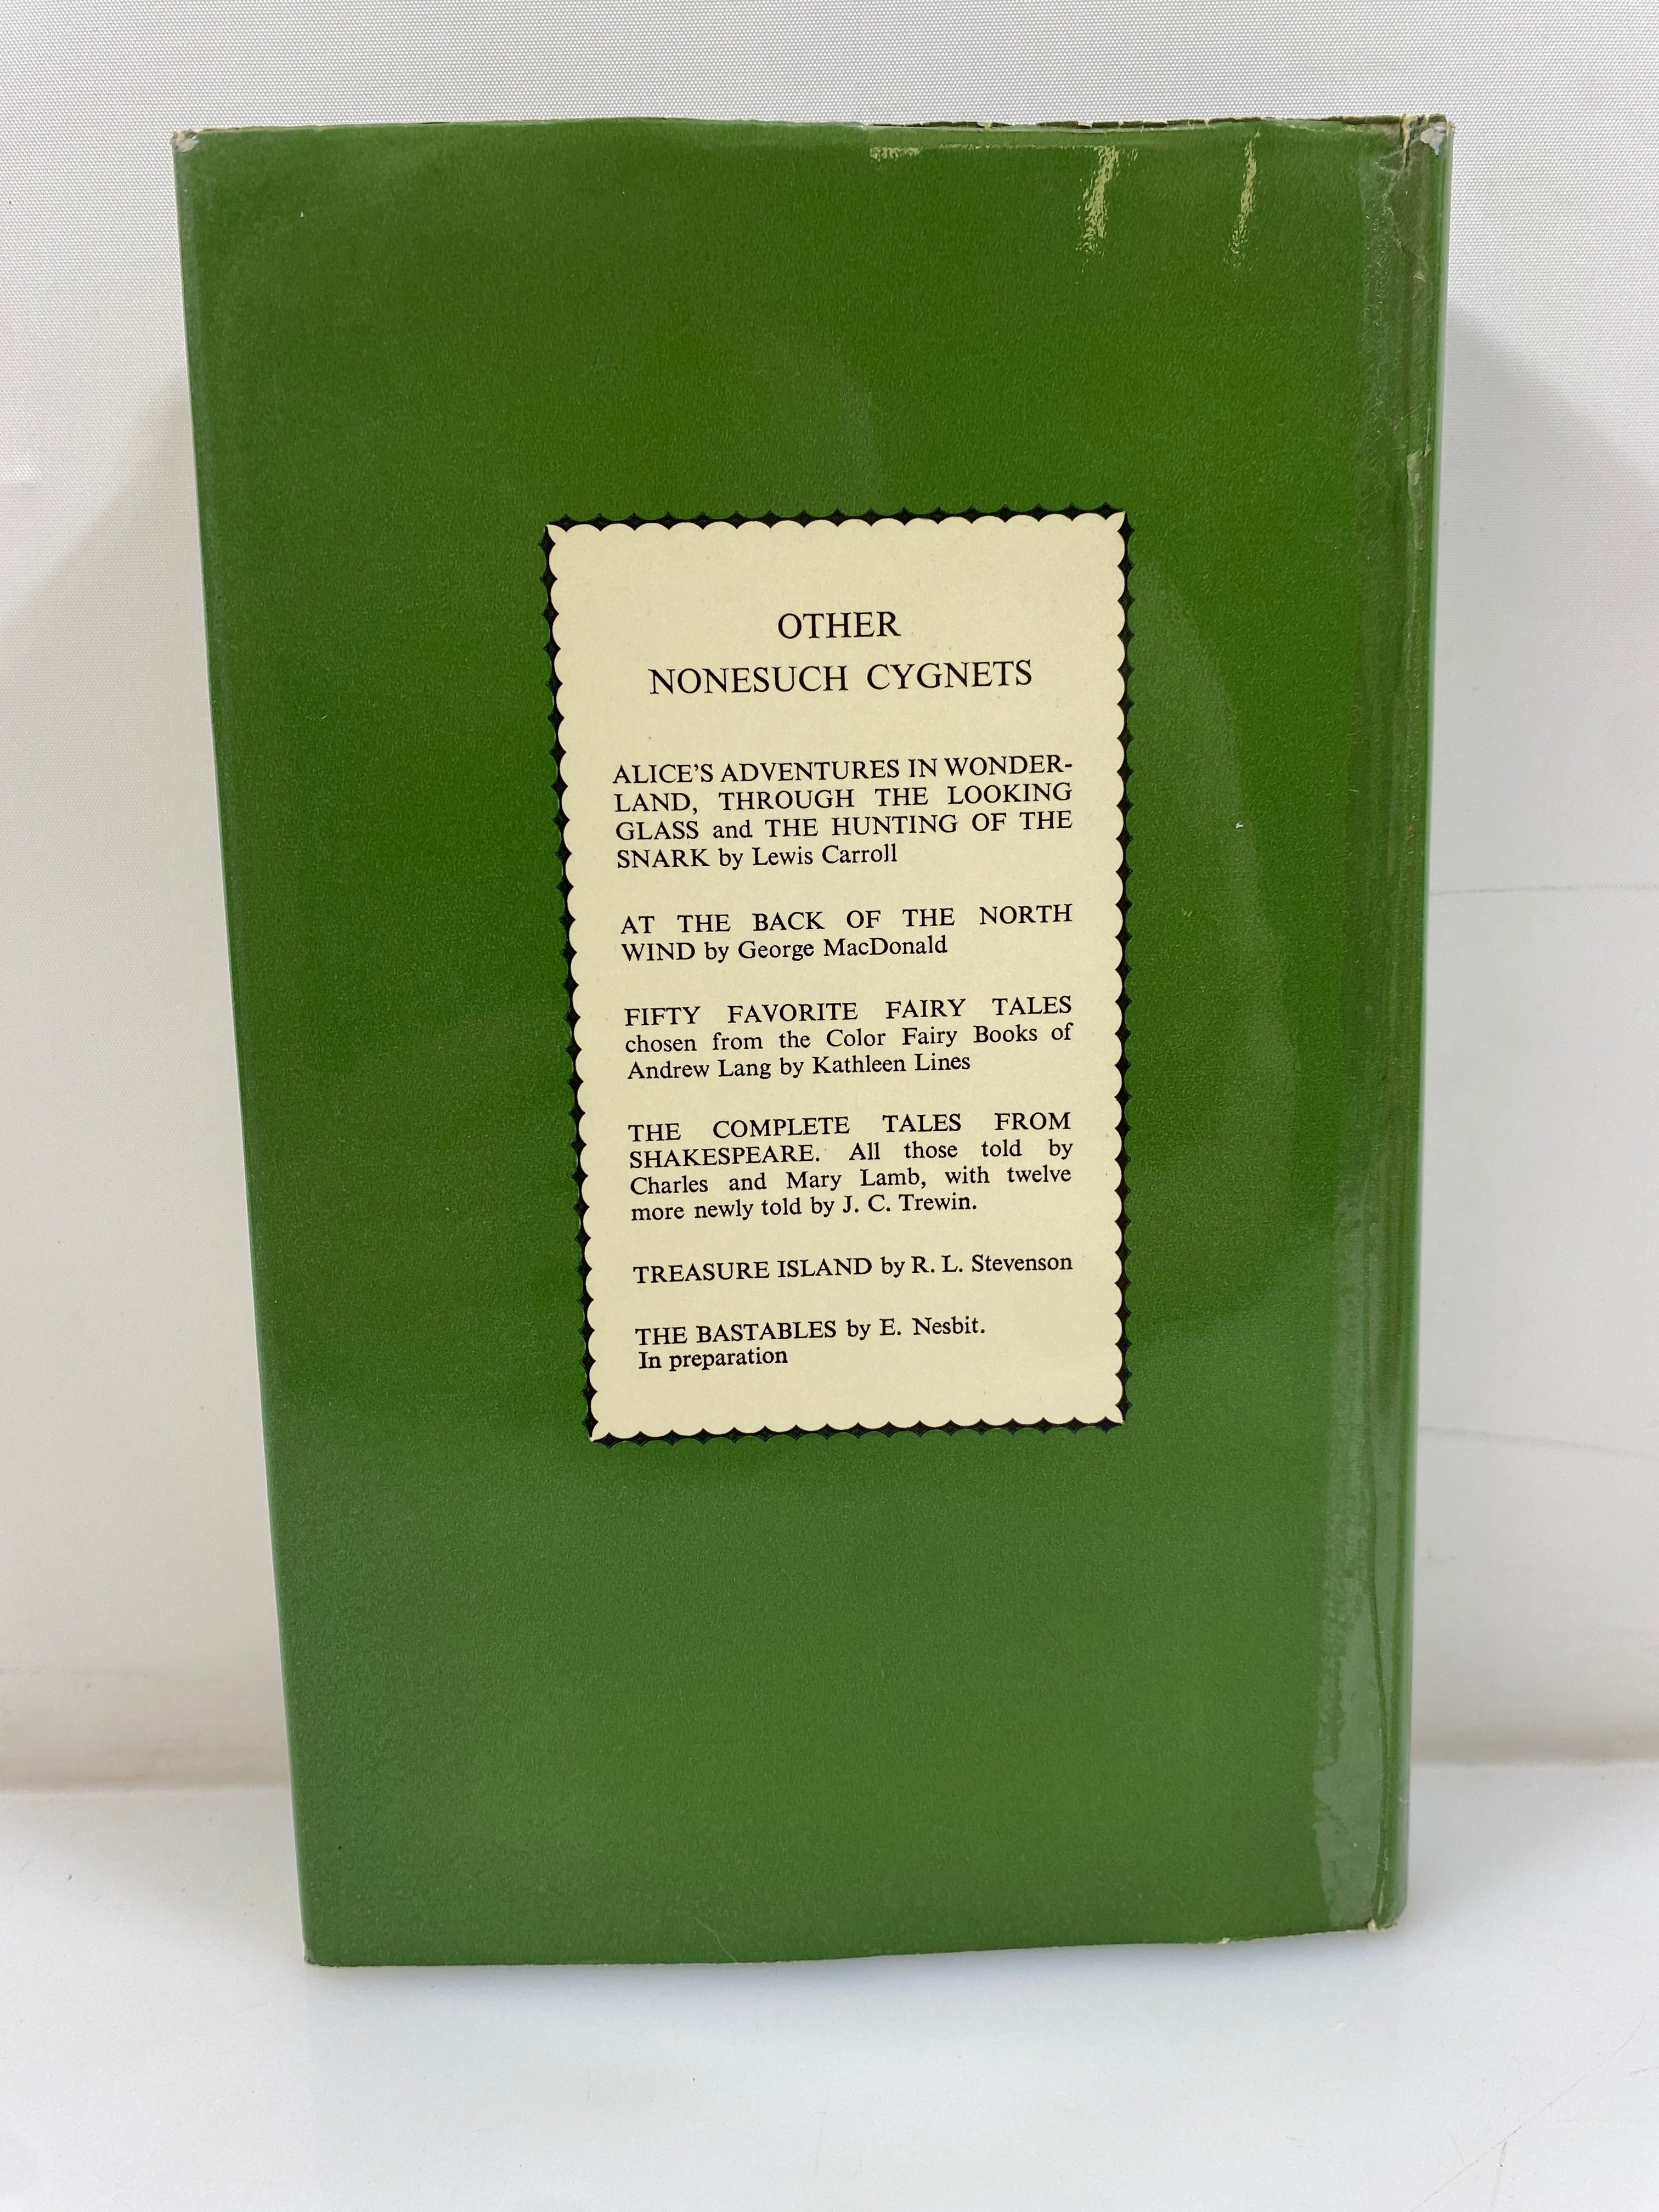 OTHER
NONESUCH CYGNETS
ALICE'S ADVENTURES IN WONDER-
LAND, THROUGH THE LOOKING
GLASS and THE HUNTING OF THE
SNARK by Lewis Carroll
AT THE BACK OF THE NORTH
WIND by George MacDonald
FIFTY FAVORITE FAIRY TALES
chosen from the Color Fairy Books of
Andrew Lang by Kathleen Lines
THE COMPLETE TALES FROM
SHAKESPEARE. All those told by
Charles and Mary Lamb, with twelve
more newly told by J. C. Trewin.
TREASURE ISLAND by R. L. Stevenson
THE BASTABLES by E. Nesbit.
In preparation